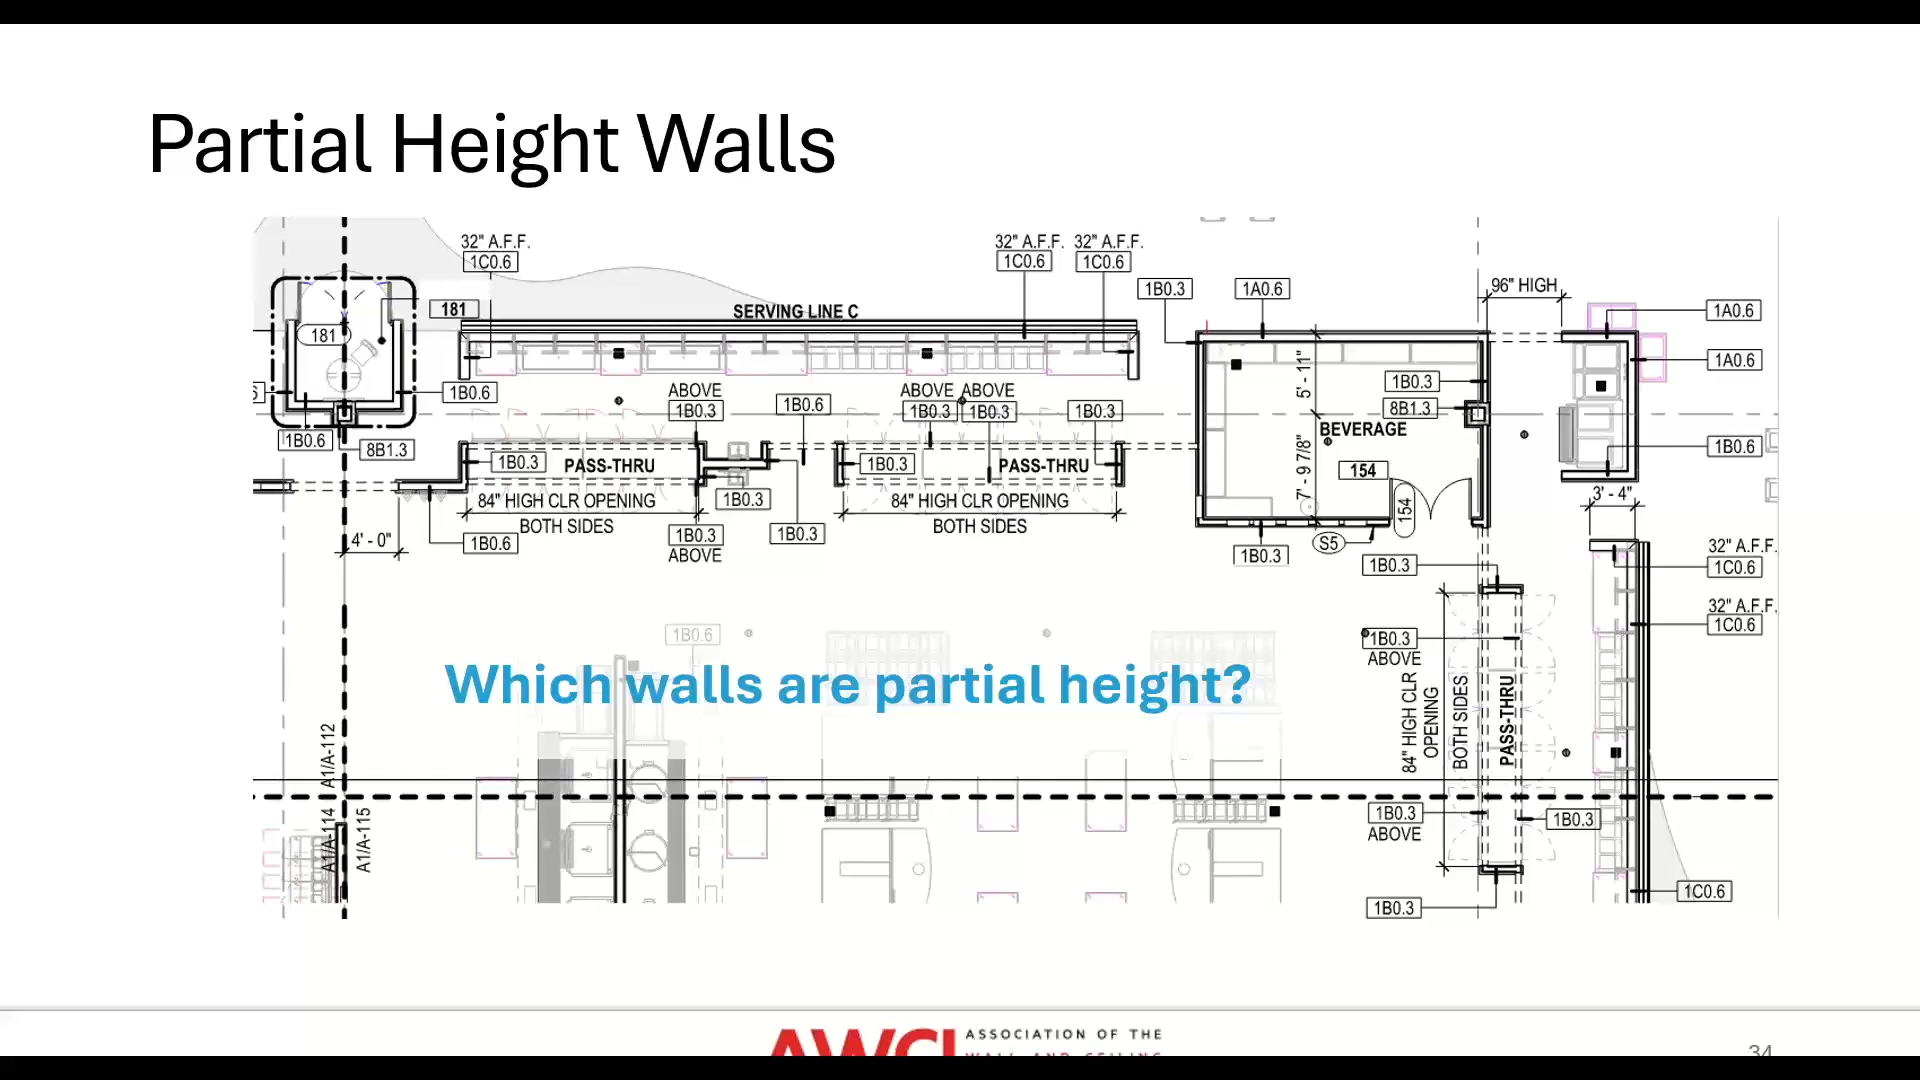 Partial Height Walls
32" A.F.F.
1C0.6
32" A.F.F.
1C0.6
32" A.F.F.
1C0.6
1B0.3
1A0.6
96" HIGH
1A0.6
181
SERVING LINE C
181
1A0.6
5' - 11"
1B0.6
ABOVE
1B0.3
1B0.6
ABOVE
1B0.3
ABOVE
1B0.3
1B0.3
1B0.3
8B1.3
BEVERAGE
1B0.6
8B1.3
1B0.3
PASS-THRU
1B0.3
PASS-THRU
1B0.6
7' - 9 7/8"
154
154
84" HIGH CLR OPENING
BOTH SIDES
1B0.3
84" HIGH CLR OPENING
BOTH SIDES
3' - 4"
4' - 0"
1B0.6
1B0.3
ABOVE
1B0.3
1B0.3
S5
1B0.3
32" A.F.F.
1C0.6
32" A.F.F.
1C0.6
1B0.6
1B0.3
ABOVE
Which walls are partial height?
84" HIGH CLR
OPENING
BOTH SIDES
PASS-THRU
A1/A-112
A1/A-114
A1/A-115
1B0.3
ABOVE
1B0.3
1C0.6
1B0.3
AWCI
ASSOCIATION OF THE
WALL AND CEILING
34